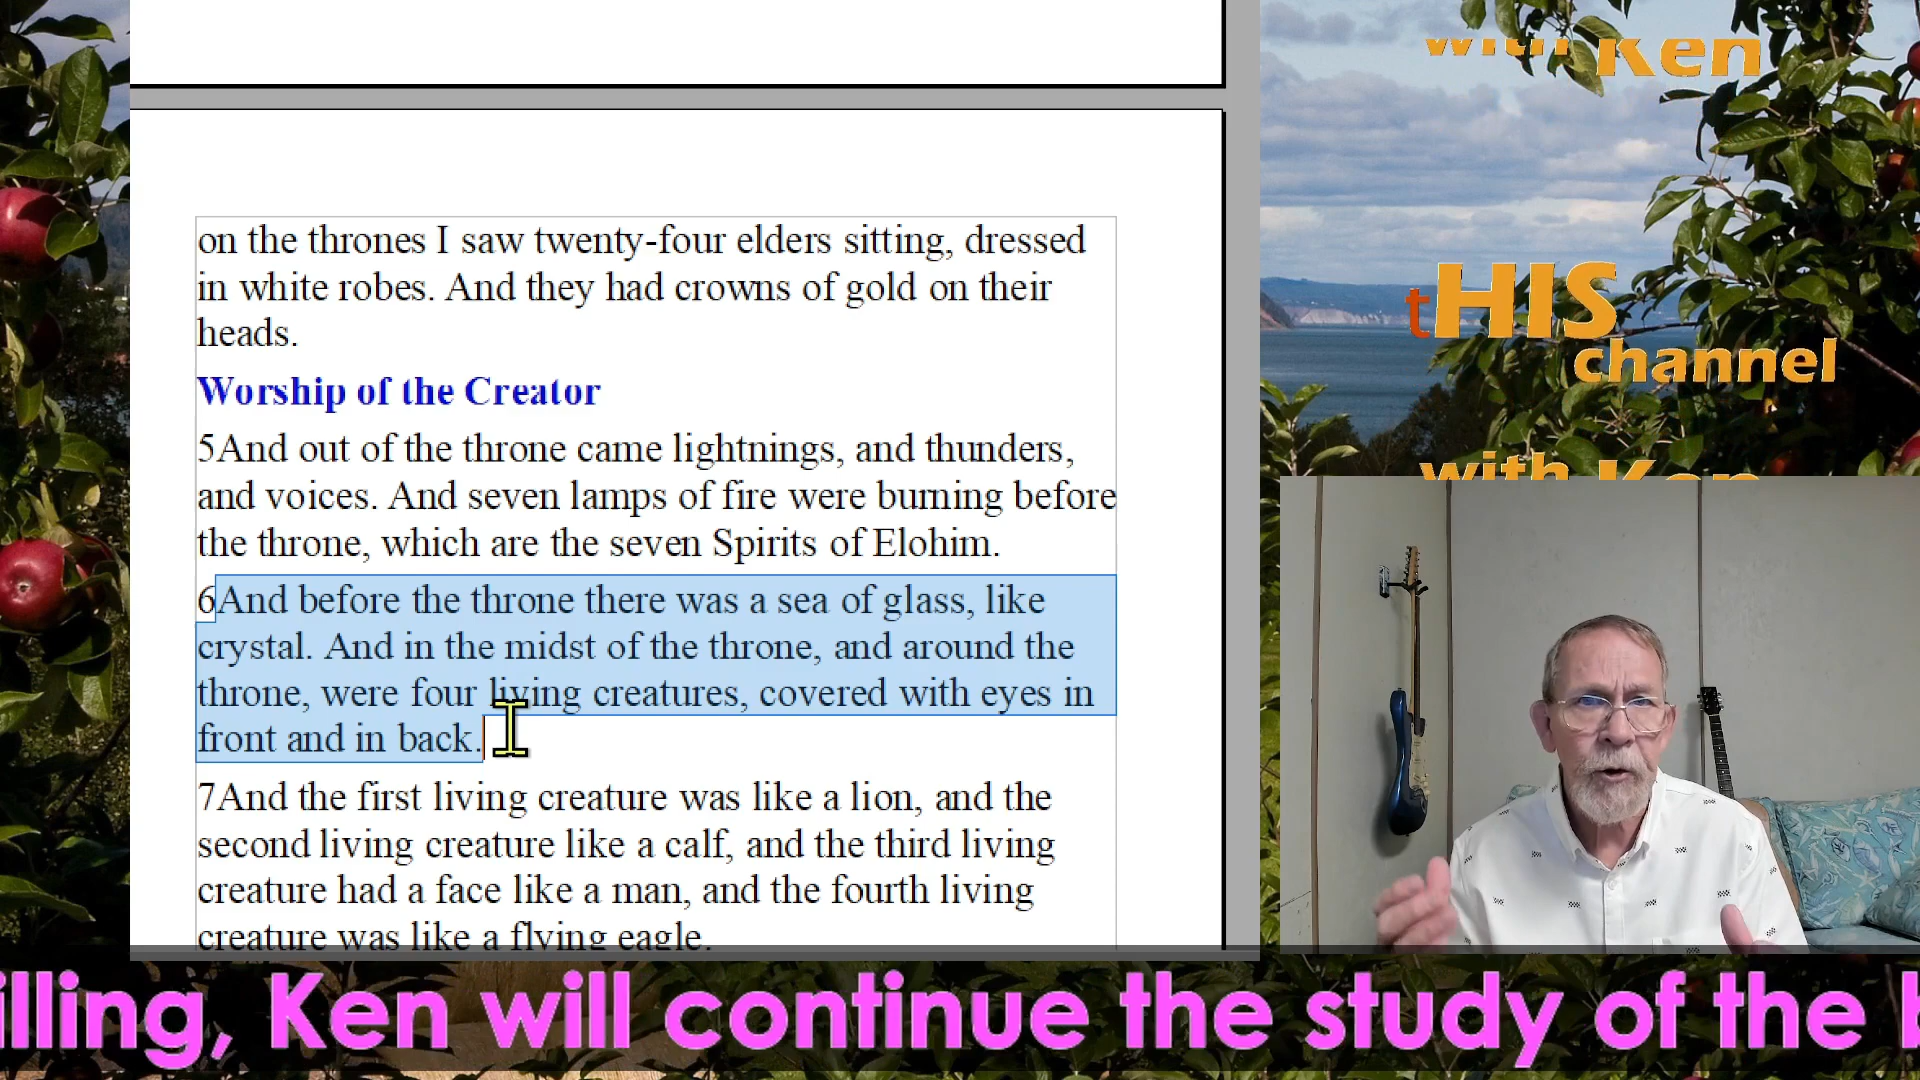 on the thrones I saw twenty-four elders sitting, dressed
in white robes. And they had crowns of gold on their
heads.
Worship of the Creator
5And out of the throne came lightnings, and thunders,
and voices. And seven lamps of fire were burning before
the throne, which are the seven Spirits of Elohim.
6And before the throne there was a sea of glass, like
crystal. And in the midst of the throne, and around the
throne, were four living creatures, covered with eyes in
front and in back.
7And the first living creature was like a lion, and the
second living creature like a calf, and the third living
creature had a face like a man, and the fourth living
creature was like a flying eagle.
with Ken
tHIS
channel
with Ken
illing, Ken will continue the study of the b